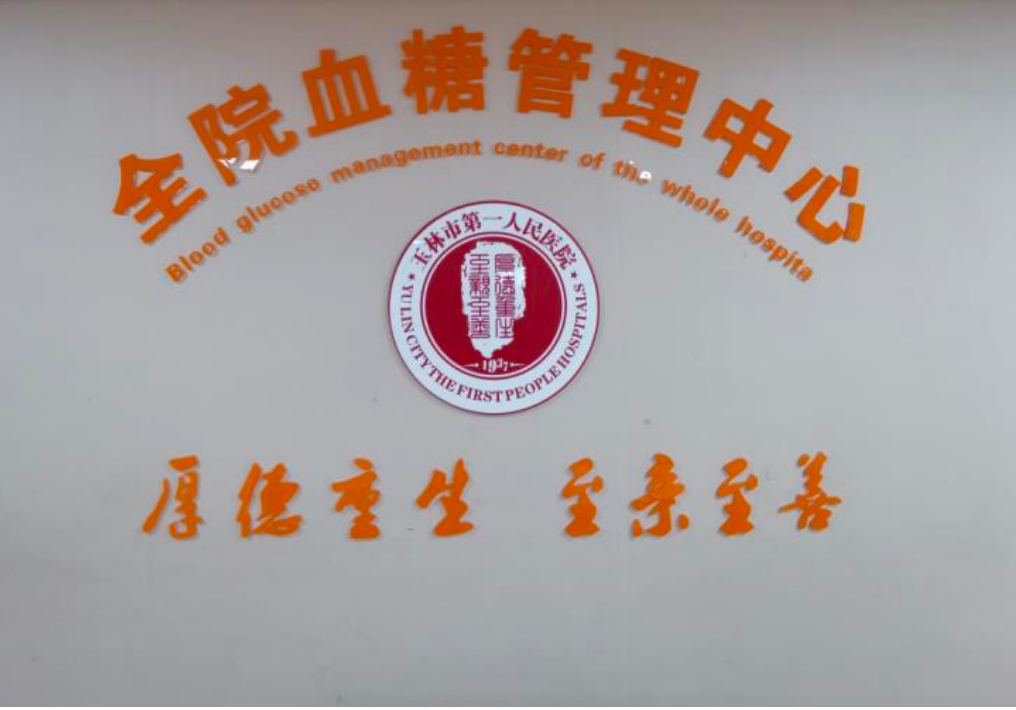 全院血糖管理中心
Blood glucose management center of the whole hospita
玉林市第一人民医院
厚德重生
至亲至善
1937
YULIN CITY THE FIRST PEOPLE HOSPITALS
厚德重生 至亲至善